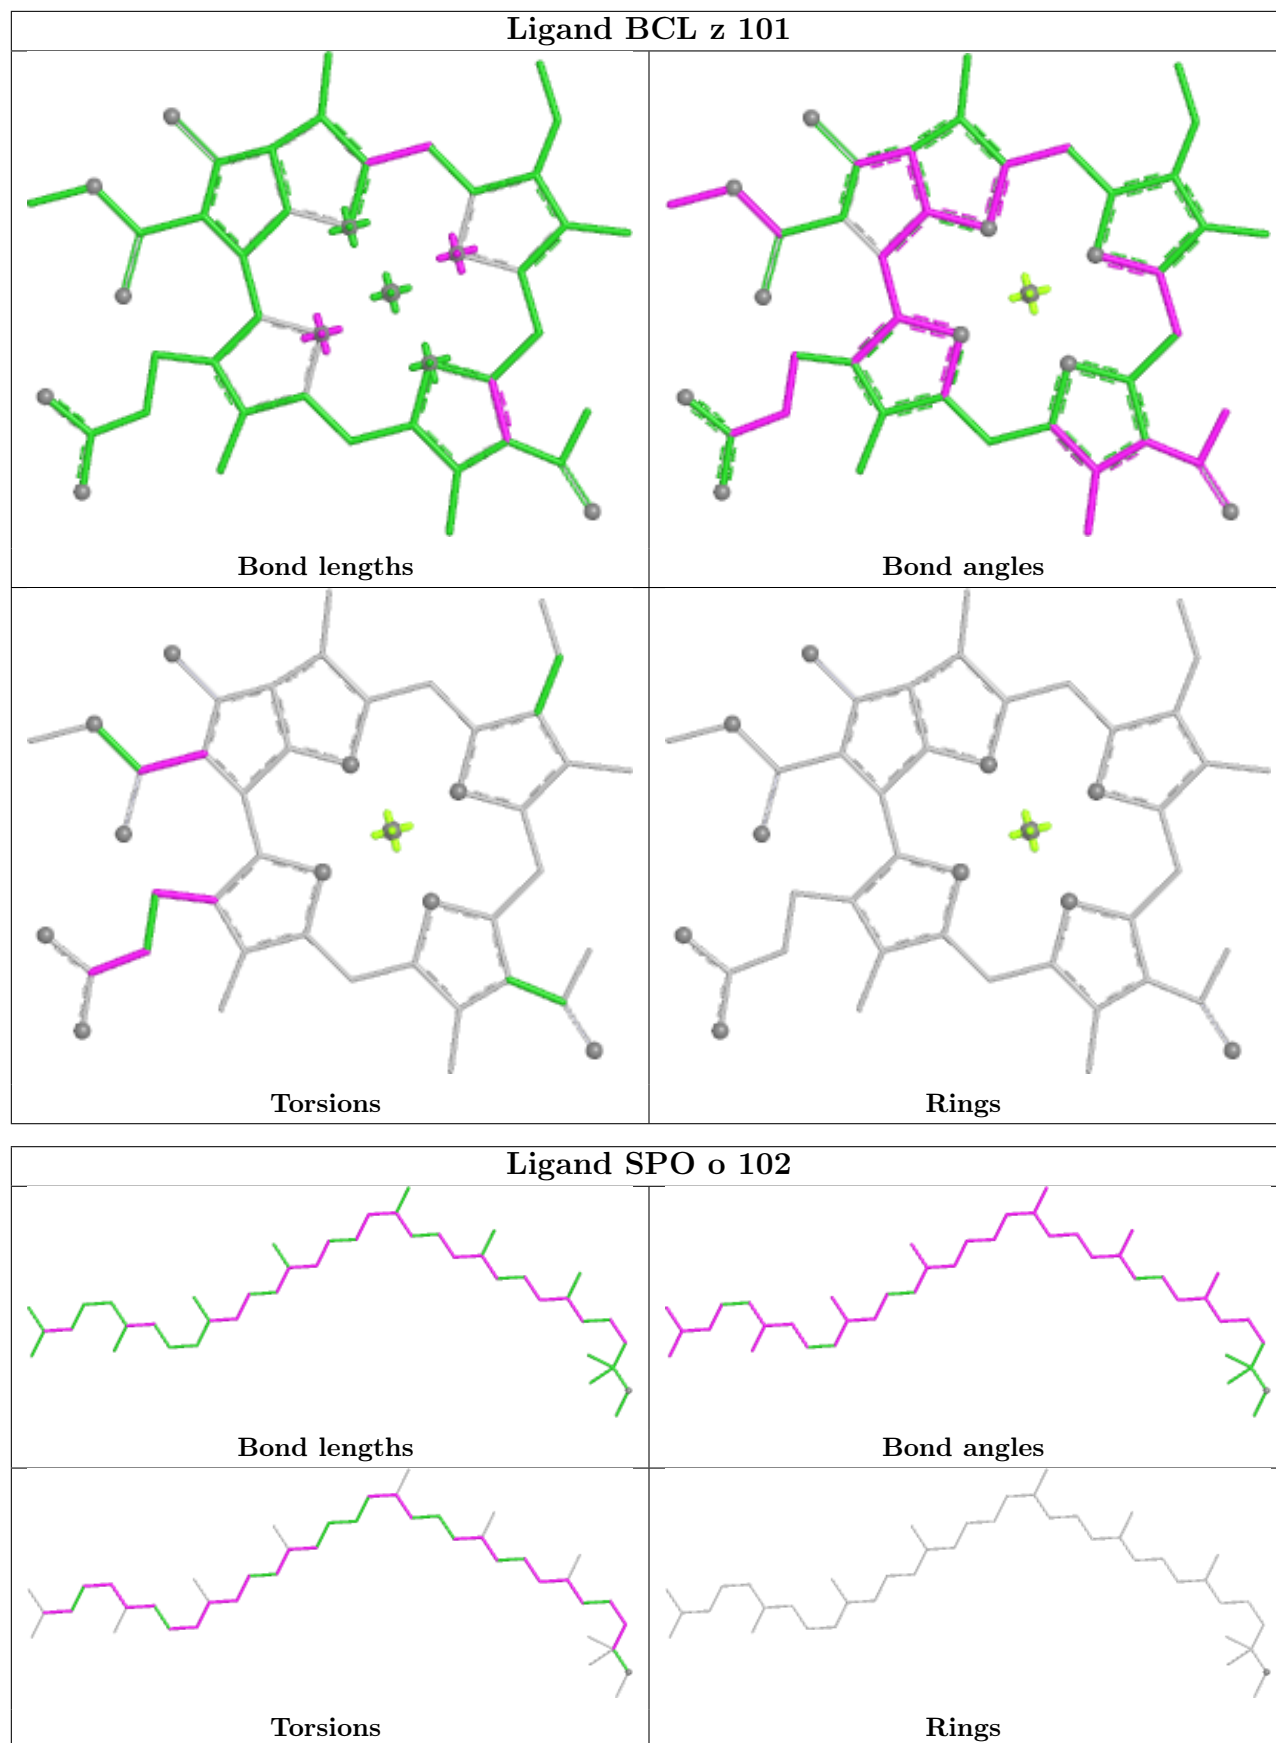 Ligand BCL z 101
Bond lengths
Bond angles
Torsions
Rings
Ligand SPO o 102
Bond lengths
Bond angles
Torsions
Rings